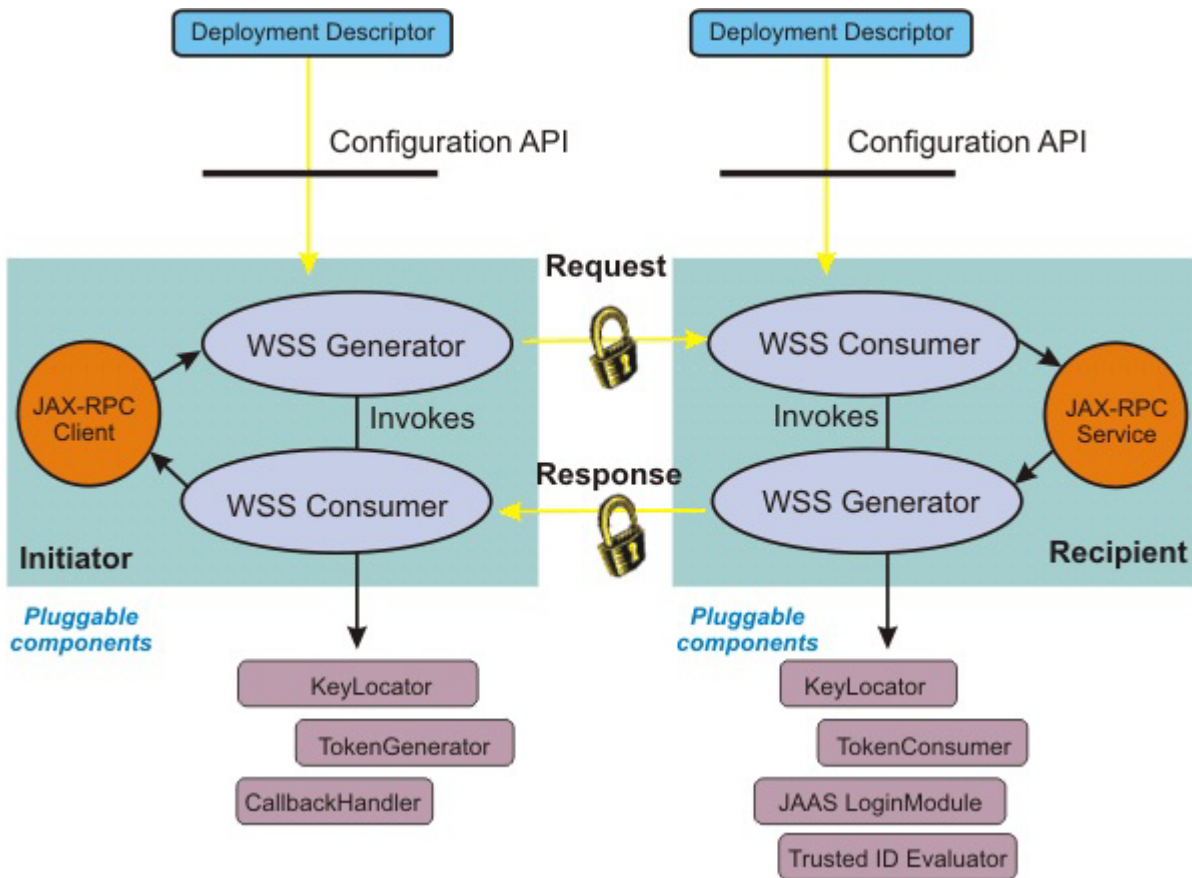 Deployment Descriptor
Deployment Descriptor
Configuration API
Configuration API
Request
WSS Generator
WSS Consumer
JAX-RPC
Client
Invokes
Invokes
JAX-RPC
Service
Response
WSS Consumer
WSS Generator
Initiator
Recipient
Pluggable
components
Pluggable
components
KeyLocator
KeyLocator
TokenGenerator
TokenConsumer
CallbackHandler
JAAS LoginModule
Trusted ID Evaluator